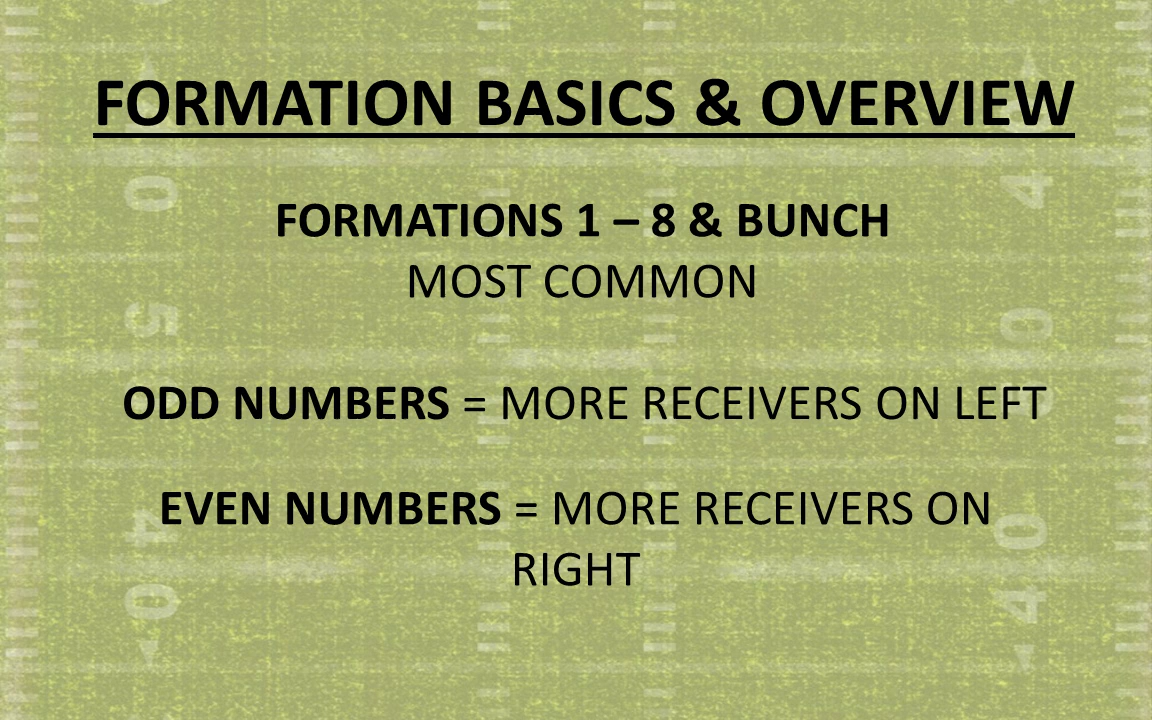 FORMATION BASICS & OVERVIEW
FORMATIONS 1 – 8 & BUNCH
MOST COMMON
ODD NUMBERS = MORE RECEIVERS ON LEFT
EVEN NUMBERS = MORE RECEIVERS ON
RIGHT